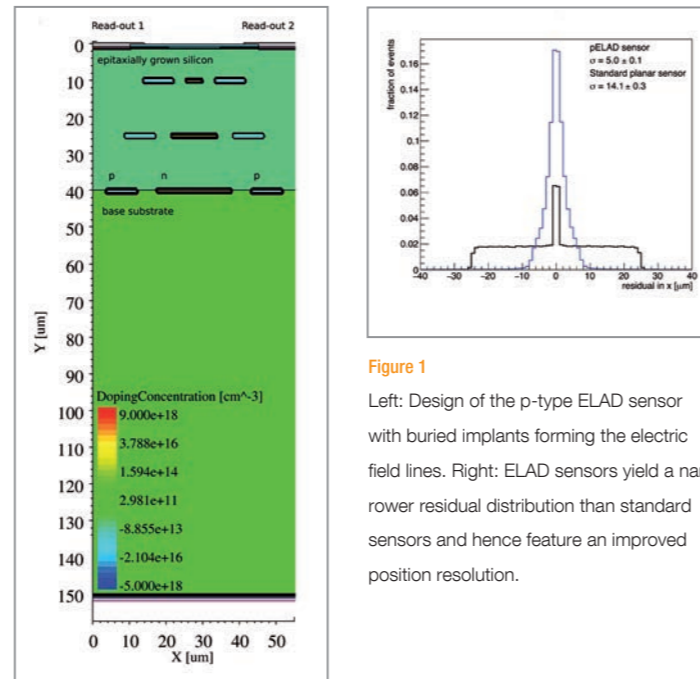 Read-out 1 Read-out 2
epitaxially grown silicon
p n p
base substrate
0
10
20
30
40
50
60
70
80
90
100
110
120
130
140
150
Y [um]
DopingConcentration [cm^-3]
9.000e+18
3.788e+16
1.594e+14
2.981e+11
-8.855e+13
-2.104e+16
-5.000e+18
0 10 20 30 40 50
X [um]
fraction of events
0.16
0.14
0.12
0.1
0.08
0.06
0.04
0.02
0
pELAD sensor
σ = 5.0 ± 0.1
Standard planar sensor
σ = 14.1 ± 0.3
-40 -30 -20 -10 0 10 20 30 40
residual in x [μm]
Figure 1
Left: Design of the p-type ELAD sensor
with buried implants forming the electric
field lines. Right: ELAD sensors yield a nar
rower residual distribution than standard
sensors and hence feature an improved
position resolution.